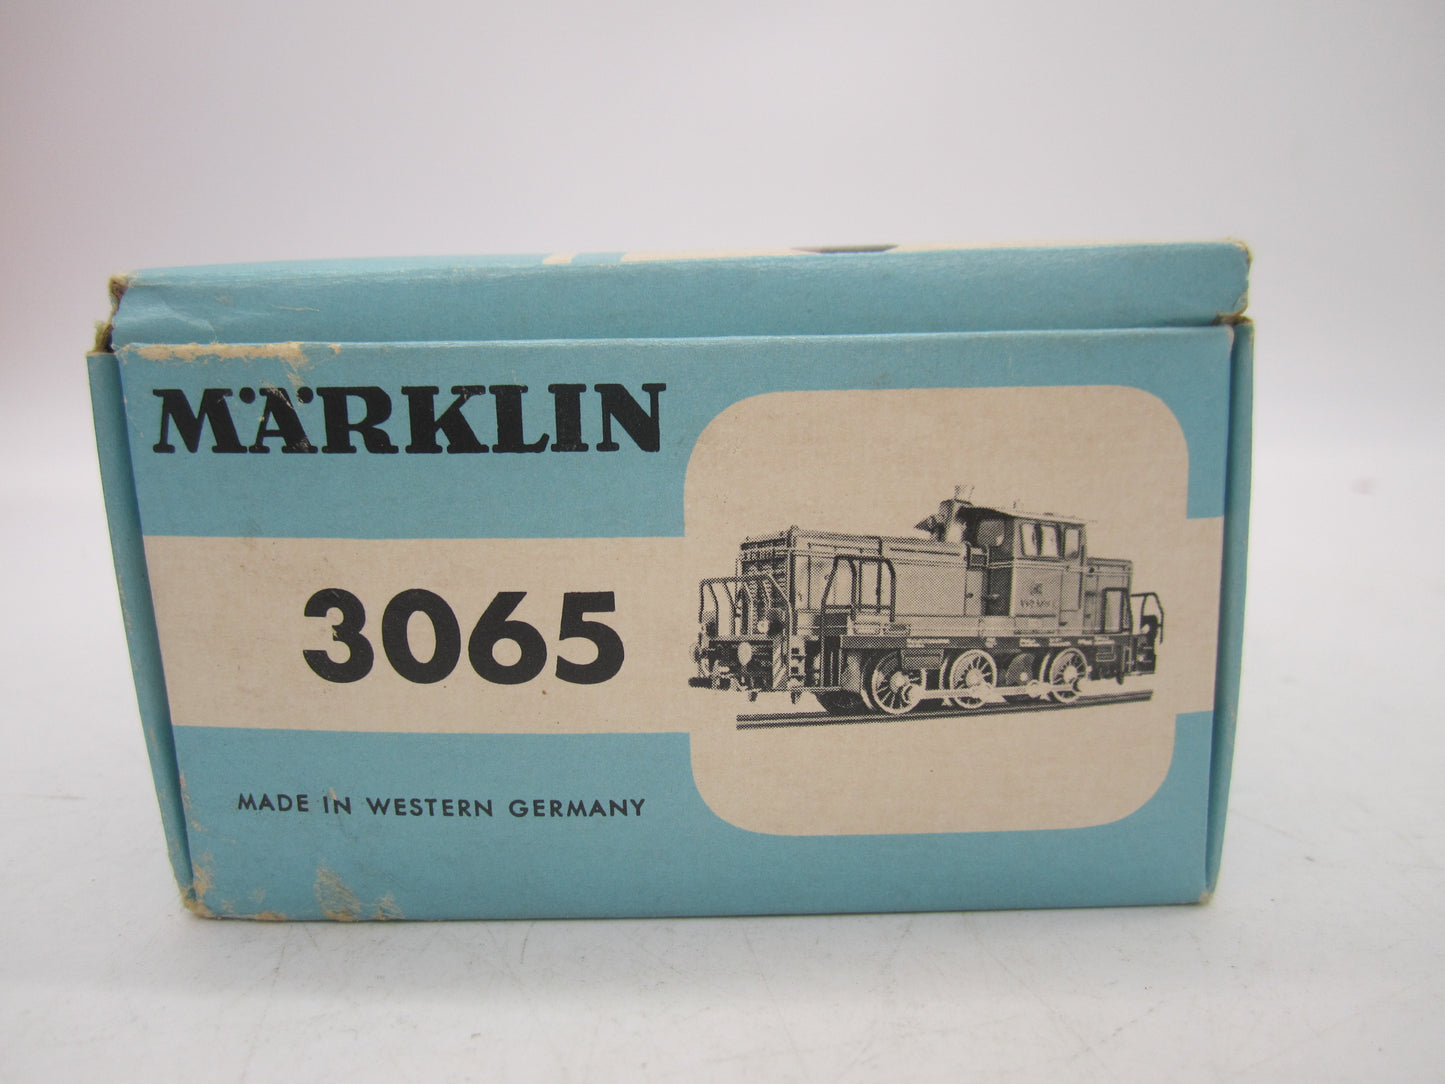 MÄRKLIN
3065
MADE IN WESTERN GERMANY